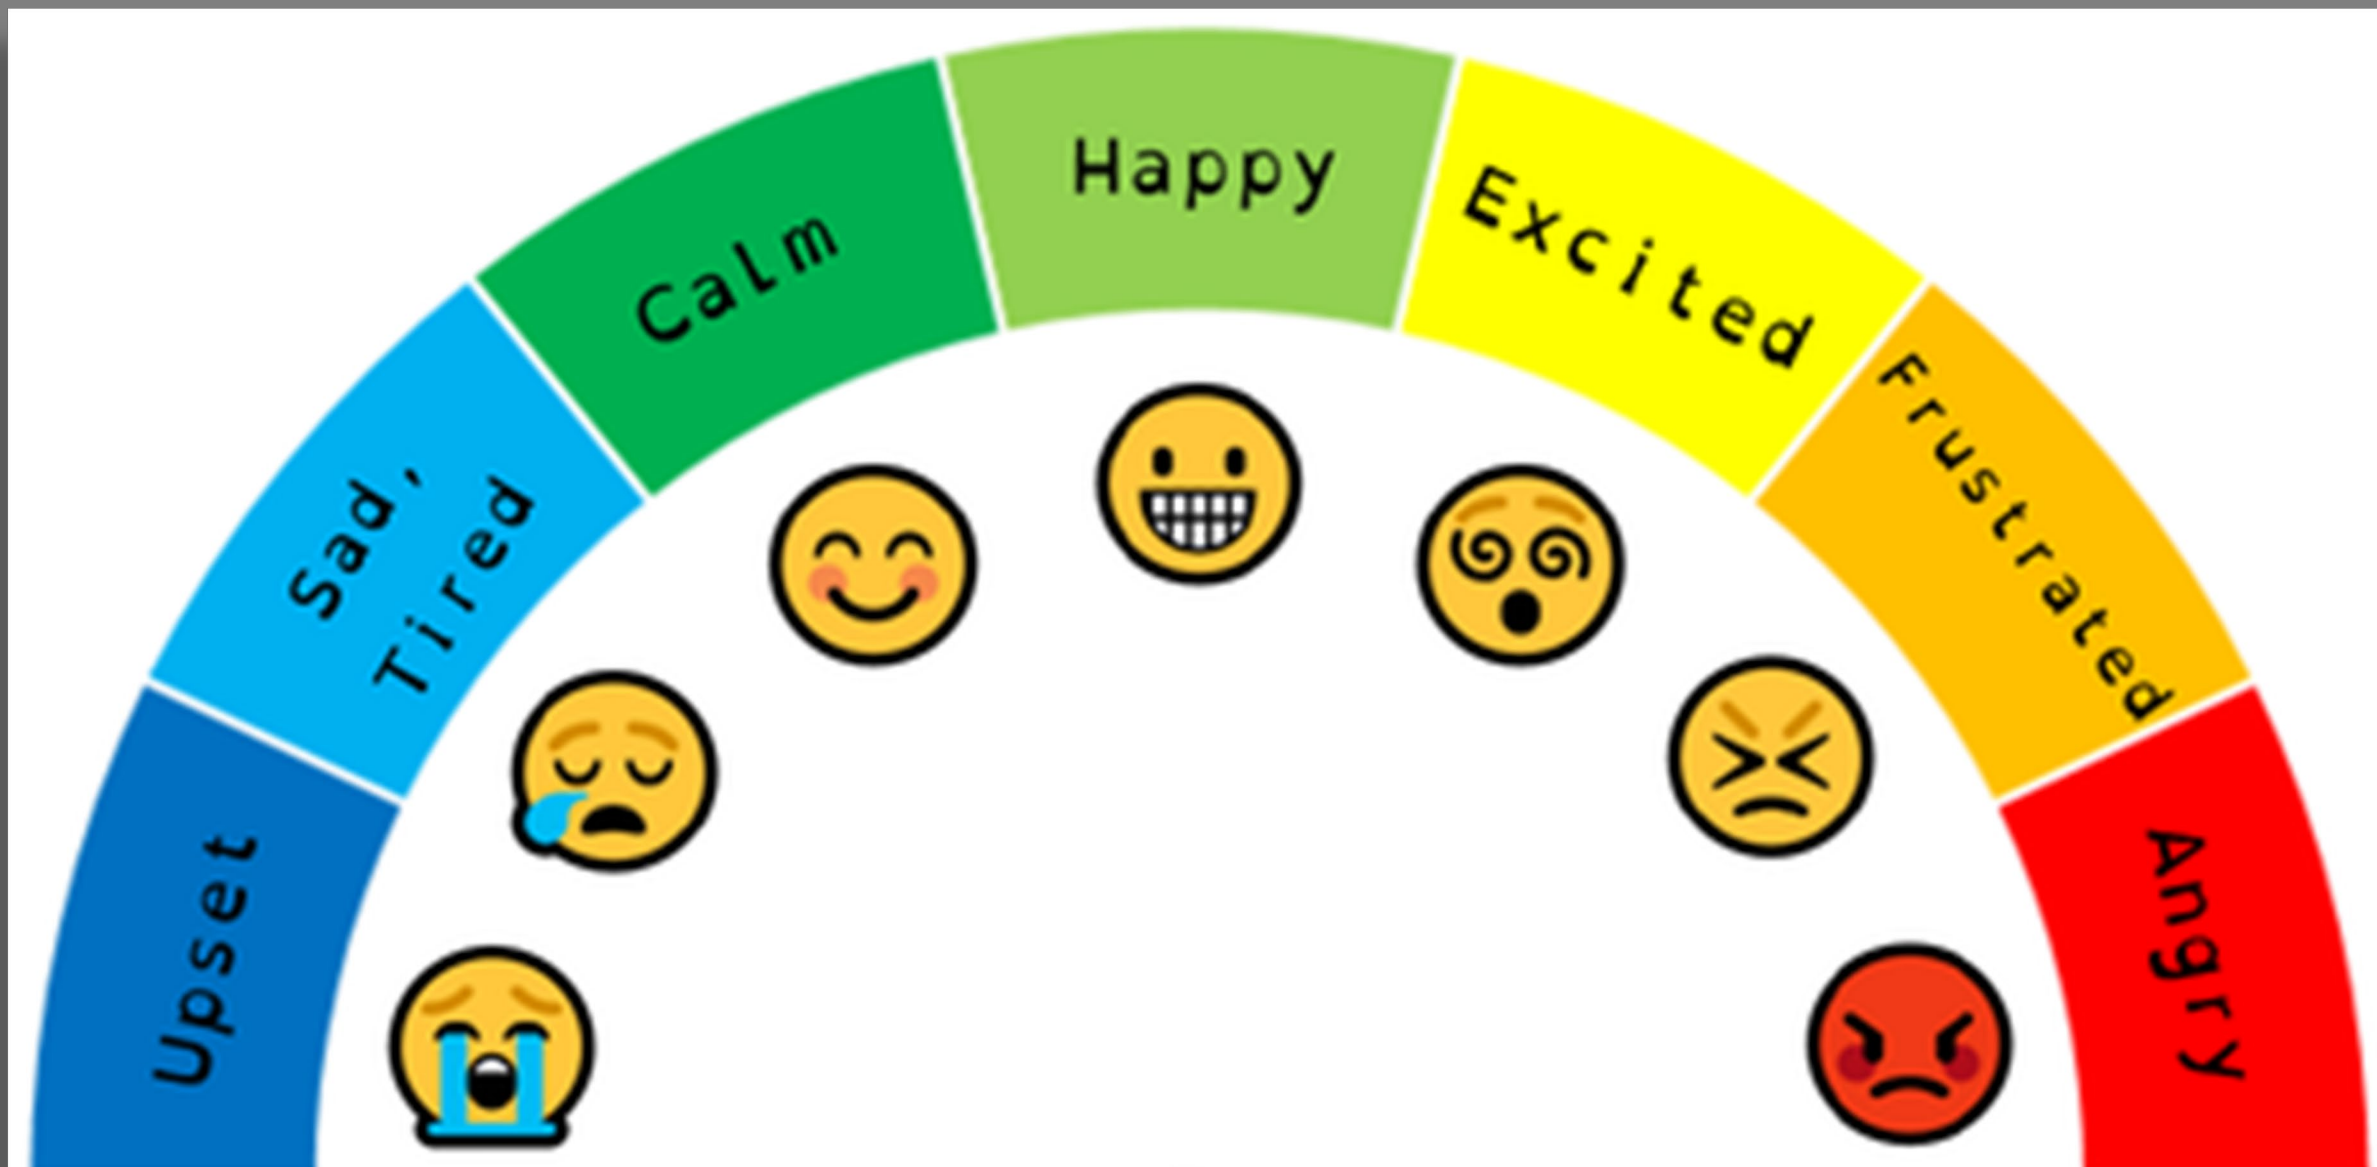 Upset
Sad,
Tired
Calm
Happy
Excited
Frustrated
Angry